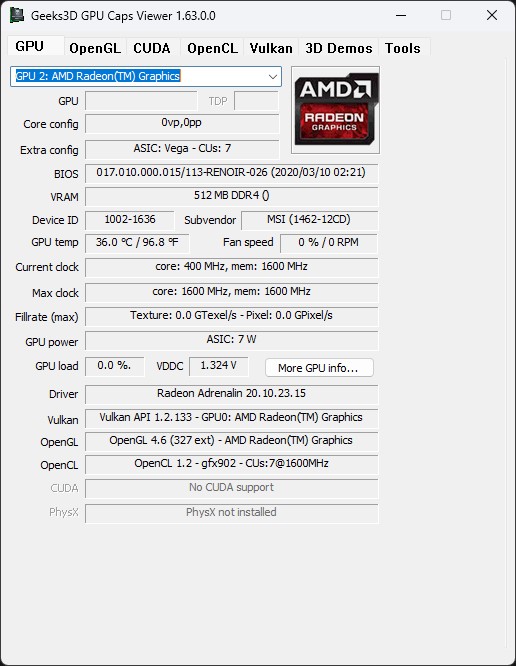 Geeks3D GPU Caps Viewer 1.63.0.0
GPU OpenGL CUDA OpenCL Vulkan 3D Demos Tools
GPU 2: AMD Radeon(TM) Graphics
AMD
RADEON
GRAPHICS
GPU TDP
Core config 0vp,0pp
Extra config ASIC: Vega - CUs: 7
BIOS 017.010.000.015/113-RENOIR-026 (2020/03/10 02:21)
VRAM 512 MB DDR4 ()
Device ID 1002-1636 Subvendor MSI (1462-12CD)
GPU temp 36.0 °C / 96.8 °F Fan speed 0 % / 0 RPM
Current clock core: 400 MHz, mem: 1600 MHz
Max clock core: 1600 MHz, mem: 1600 MHz
Fillrate (max) Texture: 0.0 GTexel/s - Pixel: 0.0 GPixel/s
GPU power ASIC: 7 W
GPU load 0.0 %. VDDC 1.324 V More GPU info...
Driver Radeon Adrenalin 20.10.23.15
Vulkan Vulkan API 1.2.133 - GPU0: AMD Radeon(TM) Graphics
OpenGL OpenGL 4.6 (327 ext) - AMD Radeon(TM) Graphics
OpenCL OpenCL 1.2 - gfx902 - CUs:7@1600MHz
CUDA No CUDA support
PhysX PhysX not installed